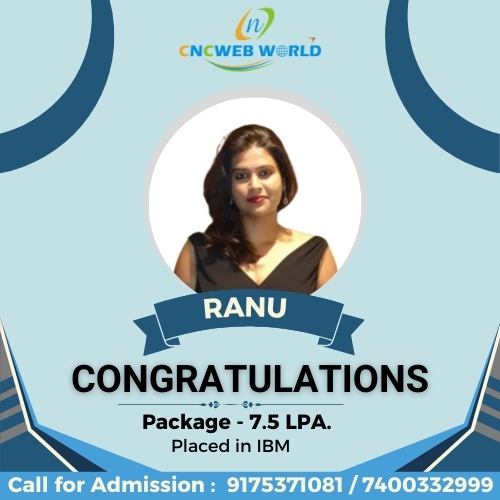 CNCWEB WORLD
RANU
CONGRATULATIONS
Package - 7.5 LPA.
Placed in IBM
Call for Admission : 9175371081 / 7400332999